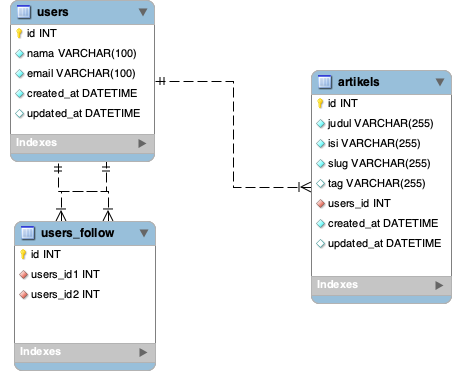 users
id INT
nama VARCHAR(100)
email VARCHAR(100)
created_at DATETIME
updated_at DATETIME
Indexes
artikels
id INT
judul VARCHAR(255)
isi VARCHAR(255)
slug VARCHAR(255)
tag VARCHAR(255)
users_id INT
created_at DATETIME
updated_at DATETIME
Indexes
users_follow
id INT
users_id1 INT
users_id2 INT
Indexes